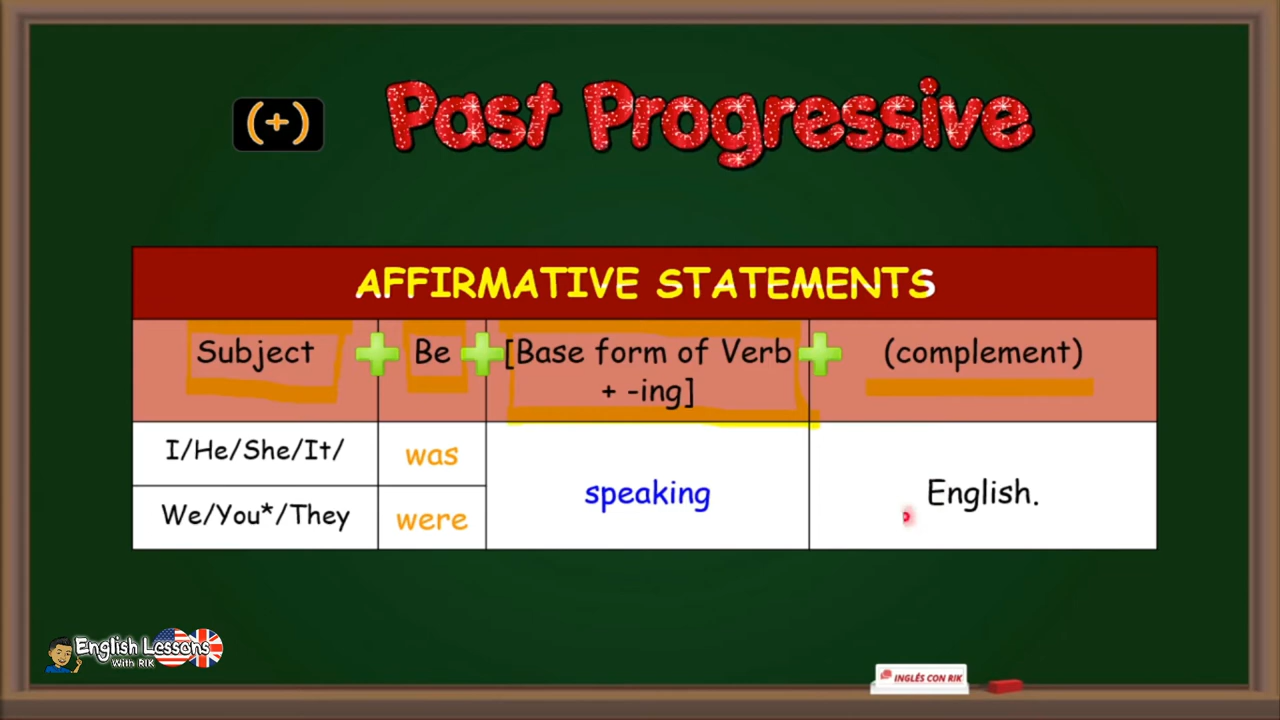 (+)
Past Progressive
AFFIRMATIVE STATEMENTS
Subject + Be + [Base form of Verb + (complement)
+ -ing]
I/He/She/It/ was
speaking English.
We/You*/They were
English Lessons
With RIK
INGLÉS CON RIK